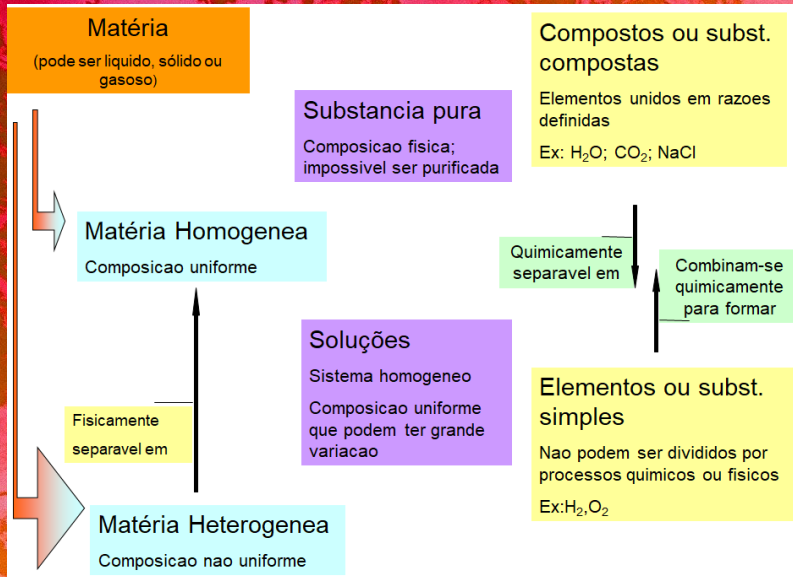 Matéria
(pode ser liquido, sólido ou
gasoso)
Matéria Homogenea
Composicao uniforme
Fisicamente
separavel em
Matéria Heterogenea
Composicao nao uniforme
Substancia pura
Composicao fisica;
impossivel ser purificada
Soluções
Sistema homogeneo
Composicao uniforme
que podem ter grande
variacao
Compostos ou subst.
compostas
Elementos unidos em razoes
definidas
Ex: H₂O; CO₂; NaCl
Quimicamente
separavel em
Combinam-se
quimicamente
para formar
Elementos ou subst.
simples
Nao podem ser divididos por
processos quimicos ou fisicos
Ex:H₂,O₂